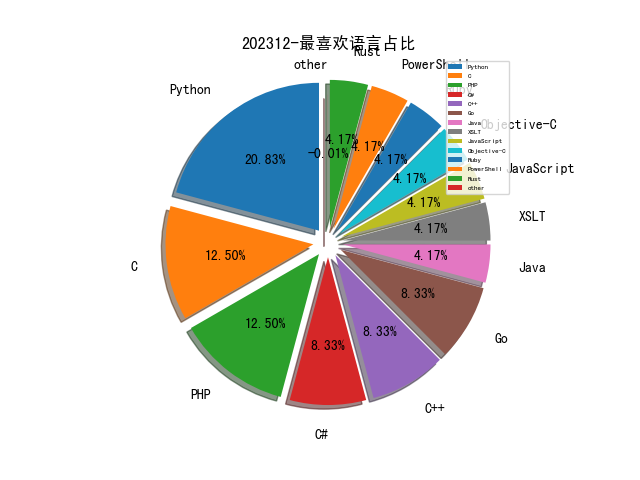 202312-最喜欢语言占比
Rust
other
PowerShell
Python
Objective-C
JavaScript
XSLT
Java
Go
C++
C#
PHP
C
20.83%
12.50%
12.50%
8.33%
8.33%
8.33%
4.17%
4.17%
4.17%
4.17%
4.17%
4.17%
4.17%
-0.01%
Python
C
PHP
C#
C++
Go
Java
XSLT
JavaScript
Objective-C
Ruby
PowerShell
Rust
other